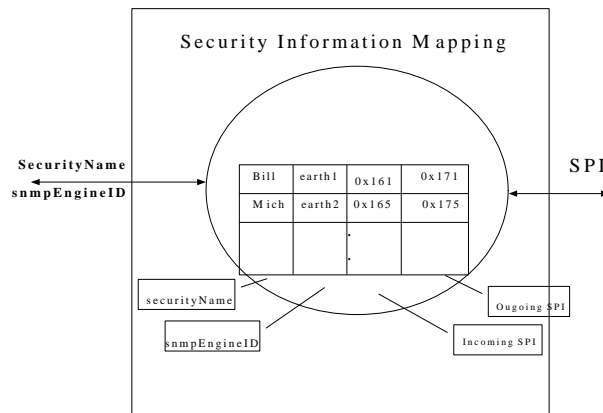 Security Information Mapping
SecurityName
snmpEngineID
SPI
Bill earth1 0x161 0x171
Mich earth2 0x165 0x175
.
.
securityName
Ougoing SPI
snmpEngineID
Incoming SPI